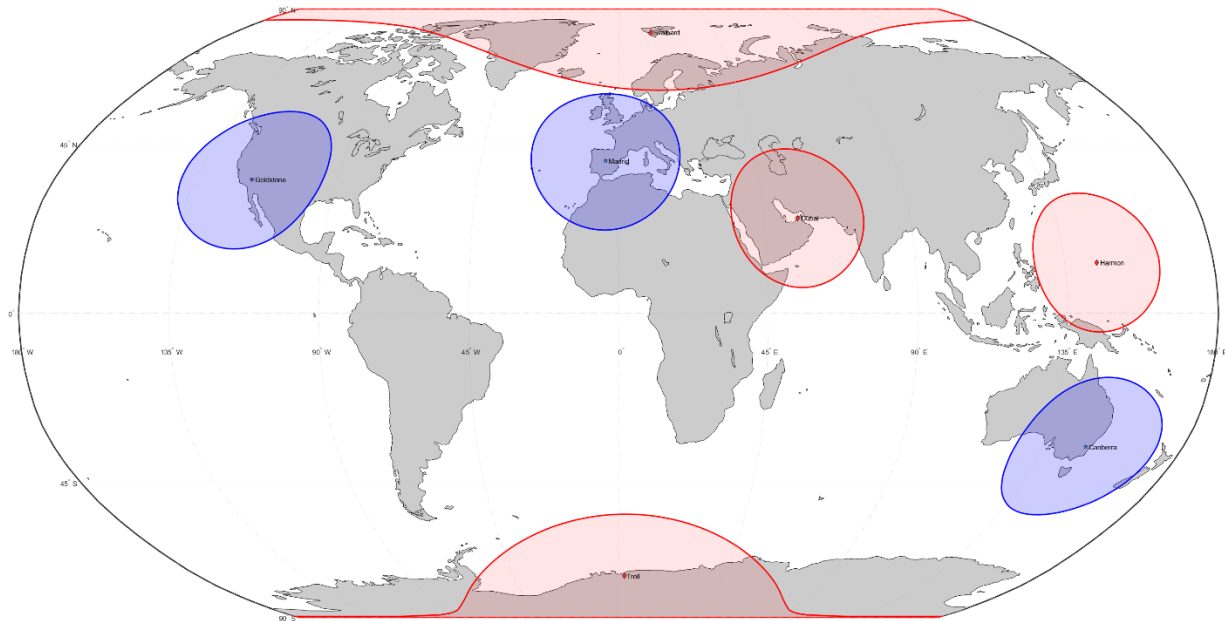 90° N
Svalbard
45° N
Goldstone
Madrid
Dubai
Harmon
0°
180° W
135° W
90° W
45° W
0°
45° E
90° E
135° E
180° E
Canberra
45° S
Troll
90° S